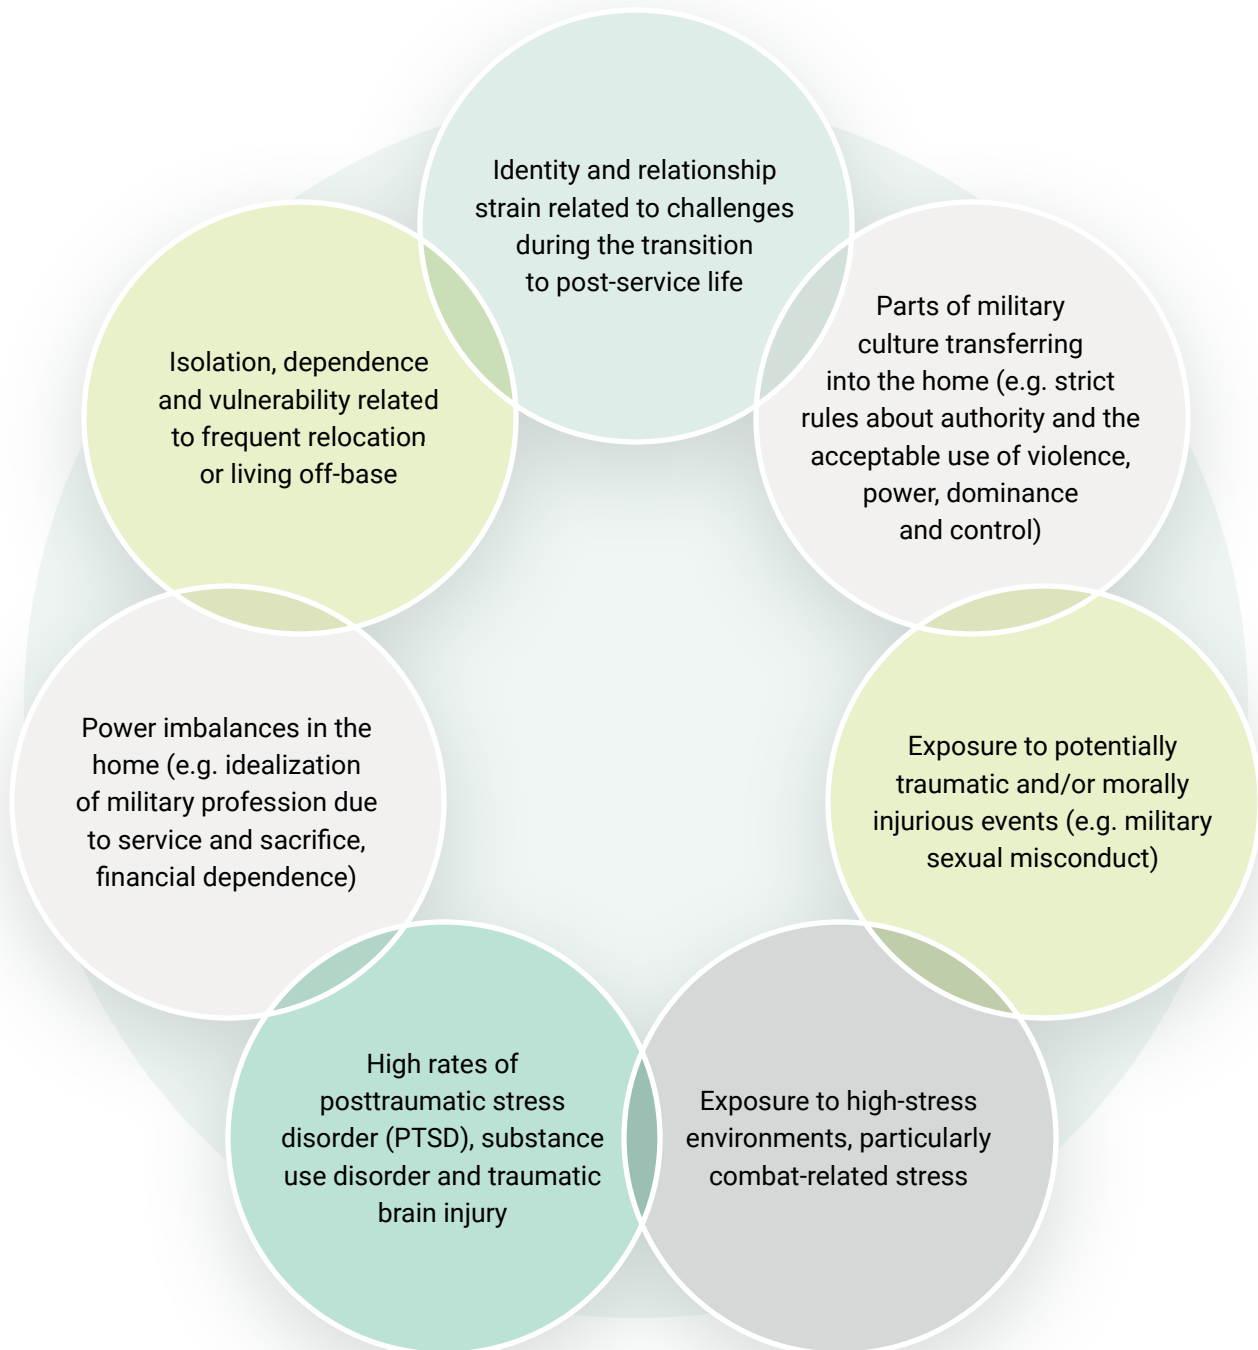 Identity and relationship
strain related to challenges
during the transition
to post-service life
Parts of military
culture transferring
into the home (e.g. strict
rules about authority and the
acceptable use of violence,
power, dominance
and control)
Exposure to potentially
traumatic and/or morally
injurious events (e.g. military
sexual misconduct)
Exposure to high-stress
environments, particularly
combat-related stress
High rates of
posttraumatic stress
disorder (PTSD), substance
use disorder and traumatic
brain injury
Power imbalances in the
home (e.g. idealization
of military profession due
to service and sacrifice,
financial dependence)
Isolation, dependence
and vulnerability related
to frequent relocation
or living off-base